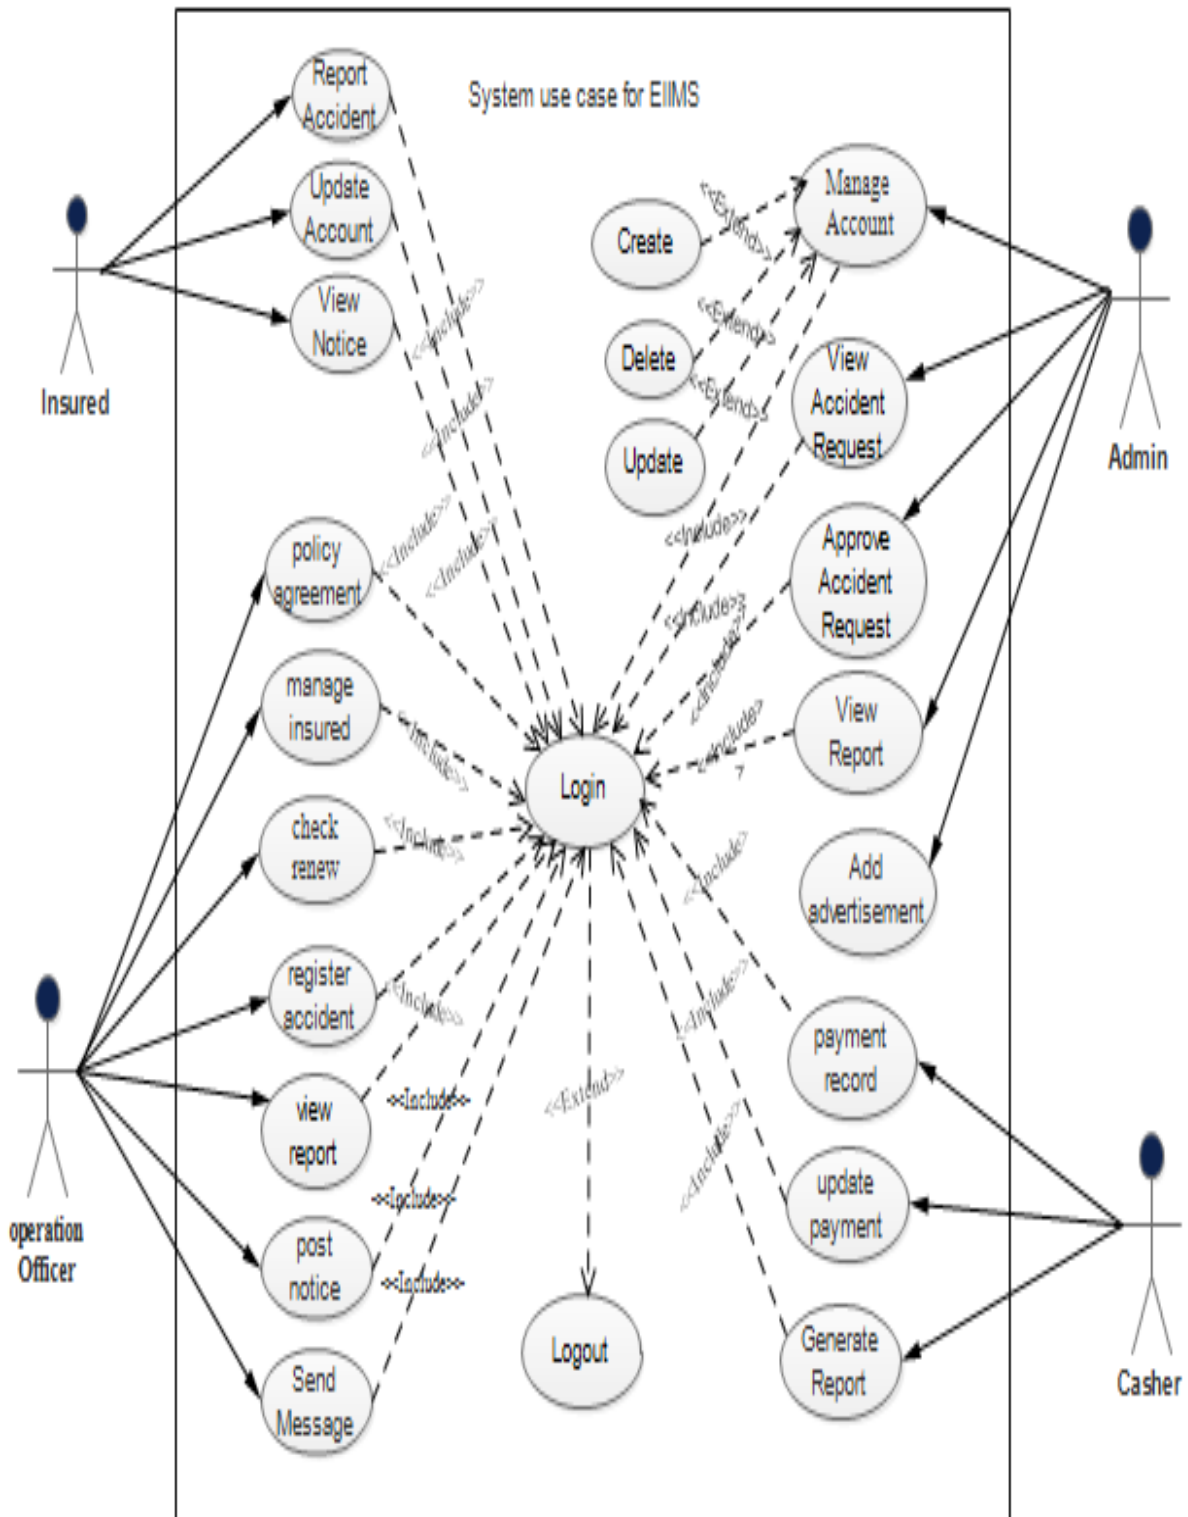 System use case for EIIMS
Report
Accident
Update
Account
View
Notice
Insured
Manage
Account
Create
<<Extend>>
Delete
<<Extend>>
<<Extend>>
Update
View
Accident
Request
Admin
<<Include>>
<<Include>>
<<Include>>
<<Include>>
policy
agreement
<<Include>>
<<Include>>
<<Include>
Approve
Accident
Request
manage
insured
<<Include>>
<<Include>
View
Report
Login
check
renew
<<Include>>
<<Include>
Add
advertisement
register
accident
<<Include>>
<<Include>>
payment
record
operation
Officer
view
report
<<Include>>
<<Extend>>
<<Include>>
update
payment
post
notice
<<Include>>
<<Include>>
Logout
Generate
Report
Casher
Send
Message